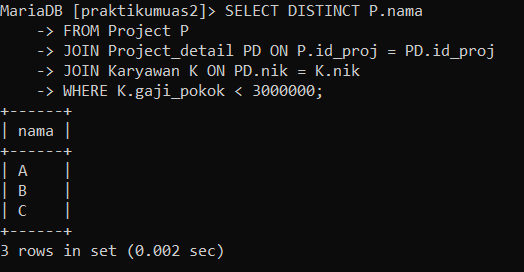 MariaDB [praktikumuas2]> SELECT DISTINCT P.nama
    -> FROM Project P
    -> JOIN Project_detail PD ON P.id_proj = PD.id_proj
    -> JOIN Karyawan K ON PD.nik = K.nik
    -> WHERE K.gaji_pokok < 3000000;
+------+
| nama |
+------+
| A    |
| B    |
| C    |
+------+
3 rows in set (0.002 sec)